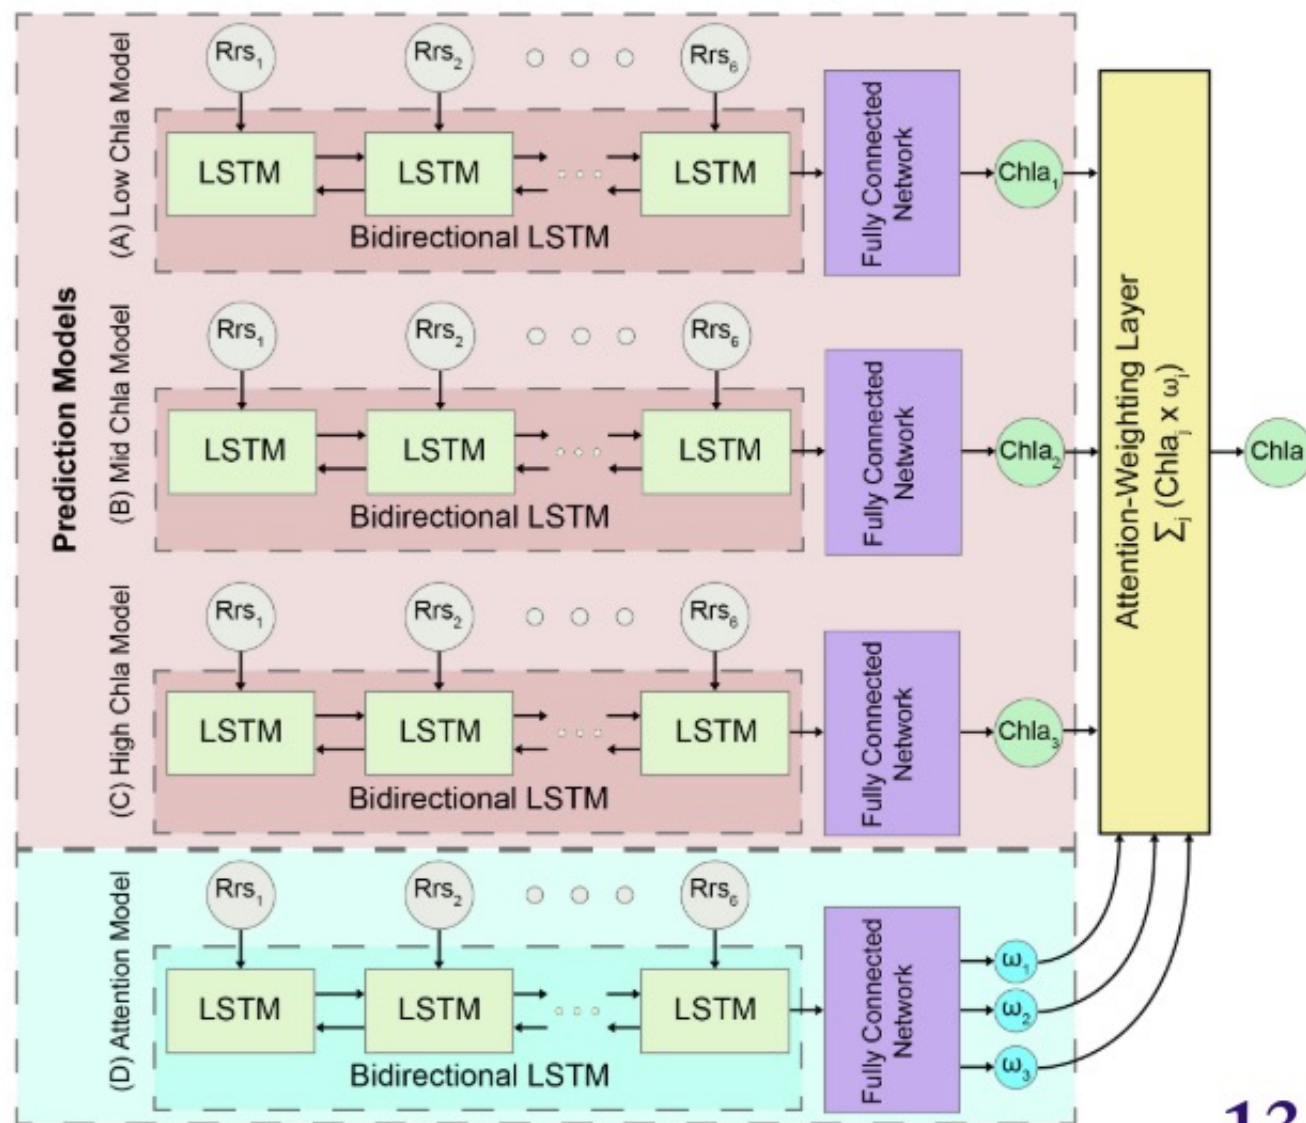 Prediction Models
(A) Low Chla Model
Rrs₁
Rrs₂
Rrs₆
LSTM
LSTM
LSTM
Bidirectional LSTM
Fully Connected
Network
Chla₁
(B) Mid Chla Model
Rrs₁
Rrs₂
Rrs₆
LSTM
LSTM
LSTM
Bidirectional LSTM
Fully Connected
Network
Chla₂
(C) High Chla Model
Rrs₁
Rrs₂
Rrs₆
LSTM
LSTM
LSTM
Bidirectional LSTM
Fully Connected
Network
Chla₃
(D) Attention Model
Rrs₁
Rrs₂
Rrs₆
LSTM
LSTM
LSTM
Bidirectional LSTM
Fully Connected
Network
ω₁
ω₂
ω₃
Attention-Weighting Layer
∑ⱼ (Chlaⱼ x ωⱼ)
Chla